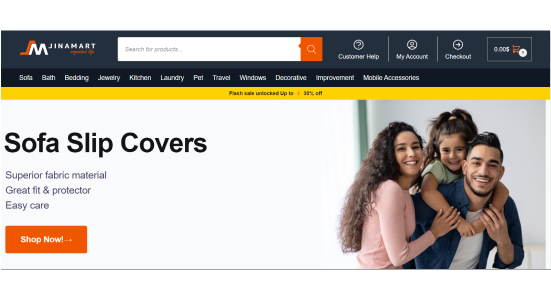 JINAMART
Search for products...
Customer Help
My Account
Checkout
0.00$
Sofa Bath Bedding Jewelry Kitchen Laundry Pet Travel Windows Decorative Improvement Mobile Accessories
Flash sale unlocked Up to 30% off
Sofa Slip Covers
Superior fabric material
Great fit & protector
Easy care
Shop Now!→